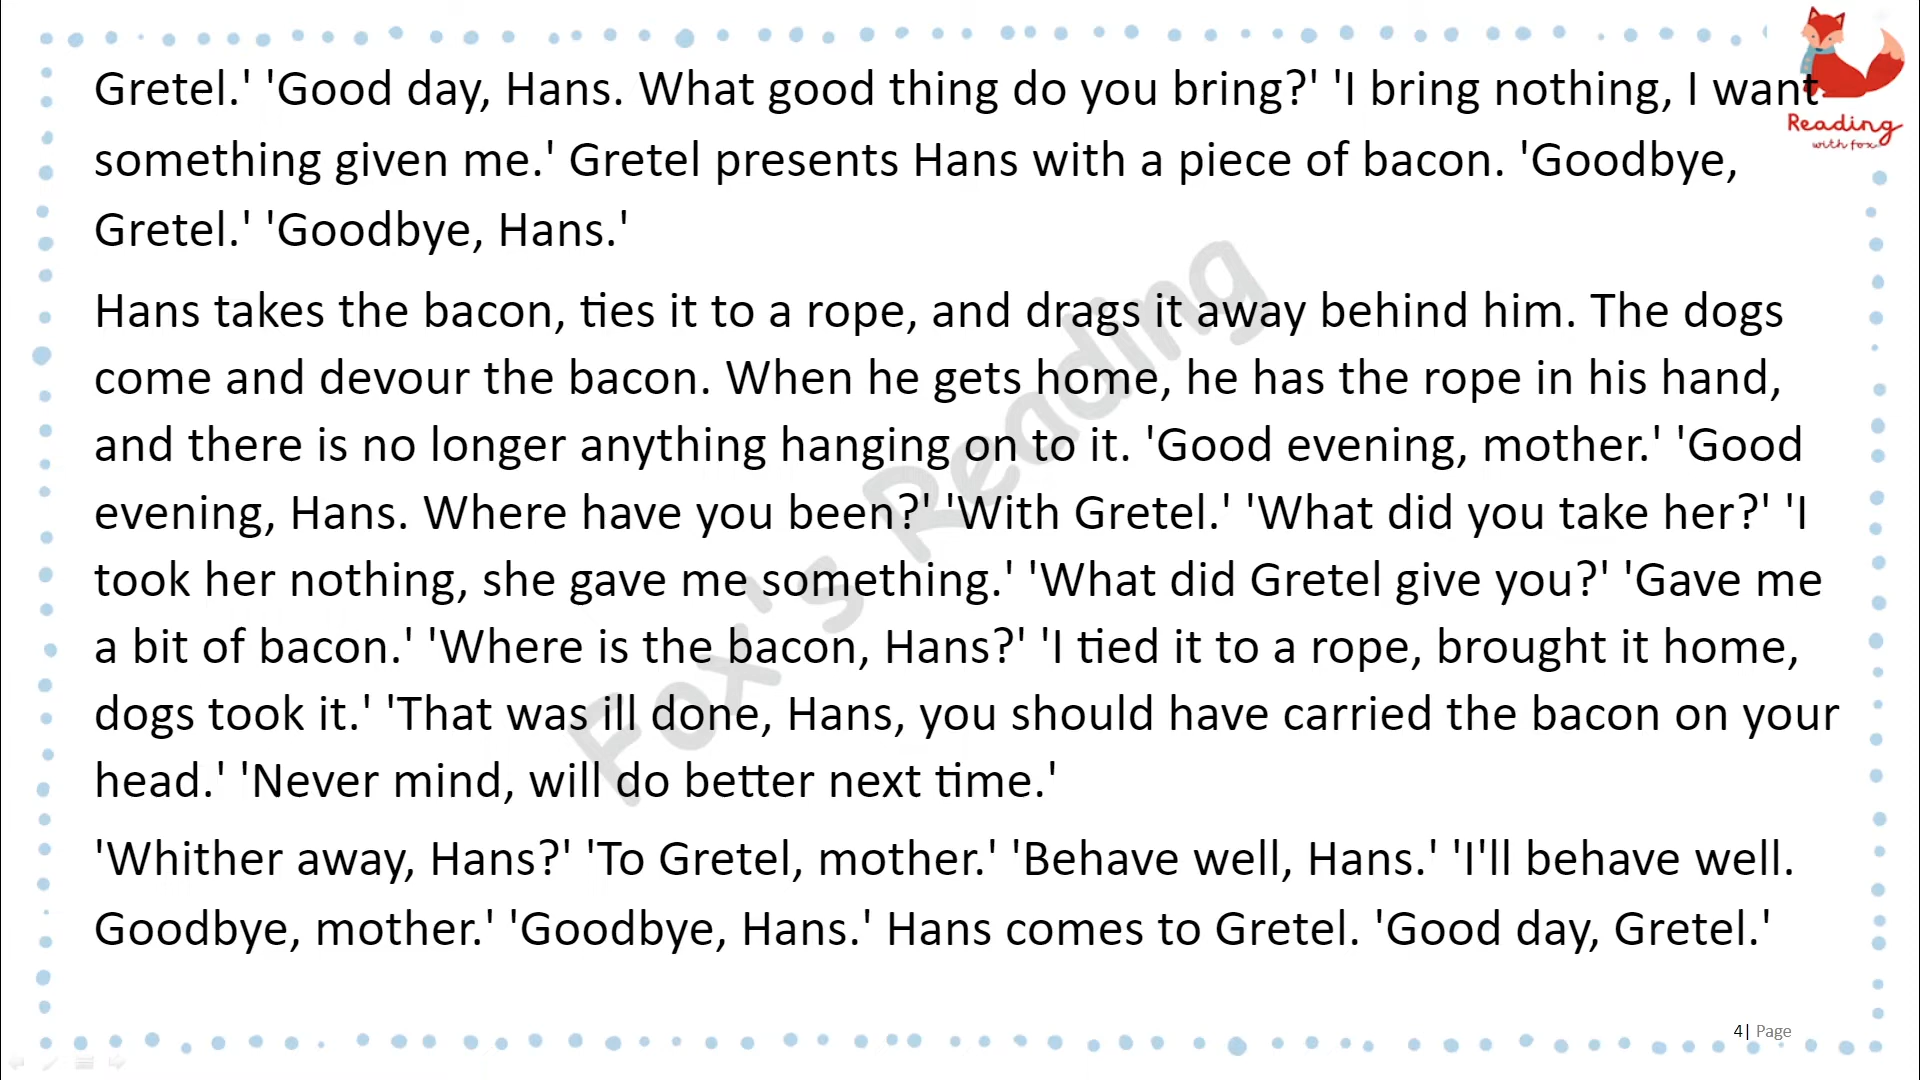 Gretel.' 'Good day, Hans. What good thing do you bring?' 'I bring nothing, I want
something given me.' Gretel presents Hans with a piece of bacon. 'Goodbye,
Gretel.' 'Goodbye, Hans.'
Hans takes the bacon, ties it to a rope, and drags it away behind him. The dogs
come and devour the bacon. When he gets home, he has the rope in his hand,
and there is no longer anything hanging on to it. 'Good evening, mother.' 'Good
evening, Hans. Where have you been?' 'With Gretel.' 'What did you take her?' 'I
took her nothing, she gave me something.' 'What did Gretel give you?' 'Gave me
a bit of bacon.' 'Where is the bacon, Hans?' 'I tied it to a rope, brought it home,
dogs took it.' 'That was ill done, Hans, you should have carried the bacon on your
head.' 'Never mind, will do better next time.'
'Whither away, Hans?' 'To Gretel, mother.' 'Behave well, Hans.' 'I'll behave well.
Goodbye, mother.' 'Goodbye, Hans.' Hans comes to Gretel. 'Good day, Gretel.'
Reading
with fox
Fox's Reading
4| Page